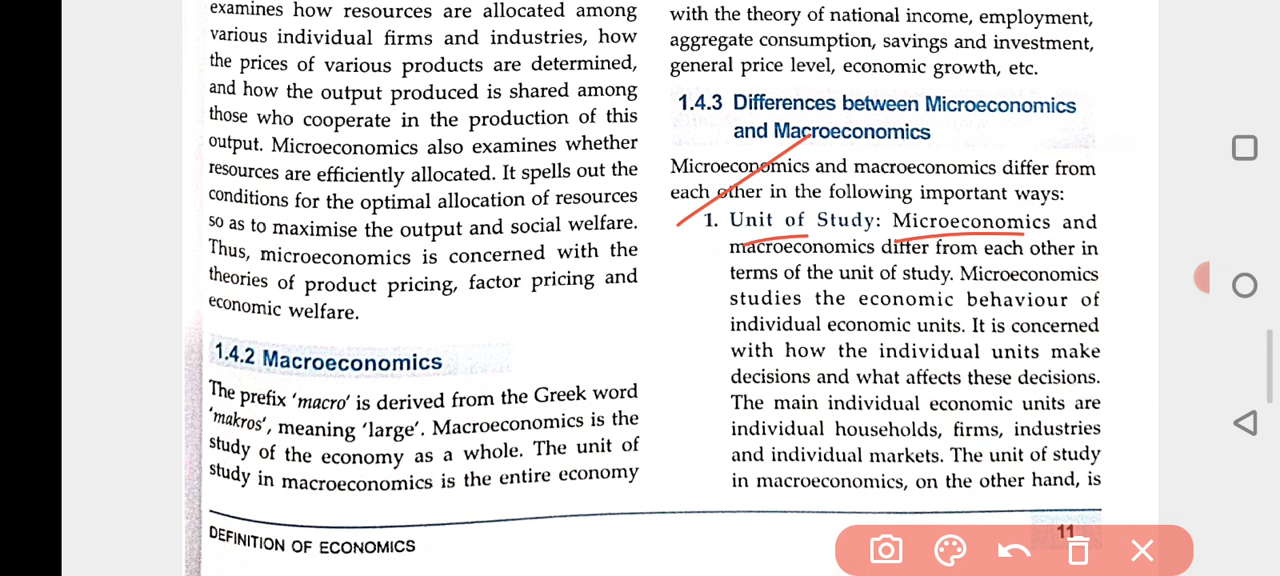 examines how resources are allocated among
various individual firms and industries, how
the prices of various products are determined,
and how the output produced is shared among
those who cooperate in the production of this
output. Microeconomics also examines whether
resources are efficiently allocated. It spells out the
conditions for the optimal allocation of resources
so as to maximise the output and social welfare.
Thus, microeconomics is concerned with the
theories of product pricing, factor pricing and
economic welfare.
1.4.2 Macroeconomics
The prefix 'macro' is derived from the Greek word
'makros', meaning 'large'. Macroeconomics is the
study of the economy as a whole. The unit of
study in macroeconomics is the entire economy
with the theory of national income, employment,
aggregate consumption, savings and investment,
general price level, economic growth, etc.
1.4.3 Differences between Microeconomics
and Macroeconomics
Microeconomics and macroeconomics differ from
each other in the following important ways:
1. Unit of Study: Microeconomics and
macroeconomics differ from each other in
terms of the unit of study. Microeconomics
studies the economic behaviour of
individual economic units. It is concerned
with how the individual units make
decisions and what affects these decisions.
The main individual economic units are
individual households, firms, industries
and individual markets. The unit of study
in macroeconomics, on the other hand, is
DEFINITION OF ECONOMICS
11